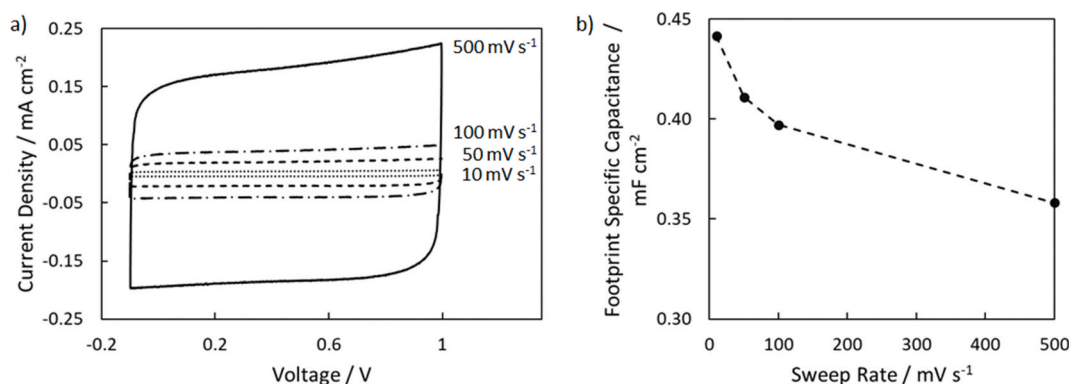 a)
Current Density / mA cm⁻²
0.25
0.15
0.05
-0.05
-0.15
-0.25
-0.2
0.2
0.6
1
Voltage / V
500 mV s⁻¹
100 mV s⁻¹
50 mV s⁻¹
10 mV s⁻¹
b)
Footprint Specific Capacitance /
mF cm⁻²
0.45
0.40
0.35
0.30
0
100
200
300
400
500
Sweep Rate / mV s⁻¹